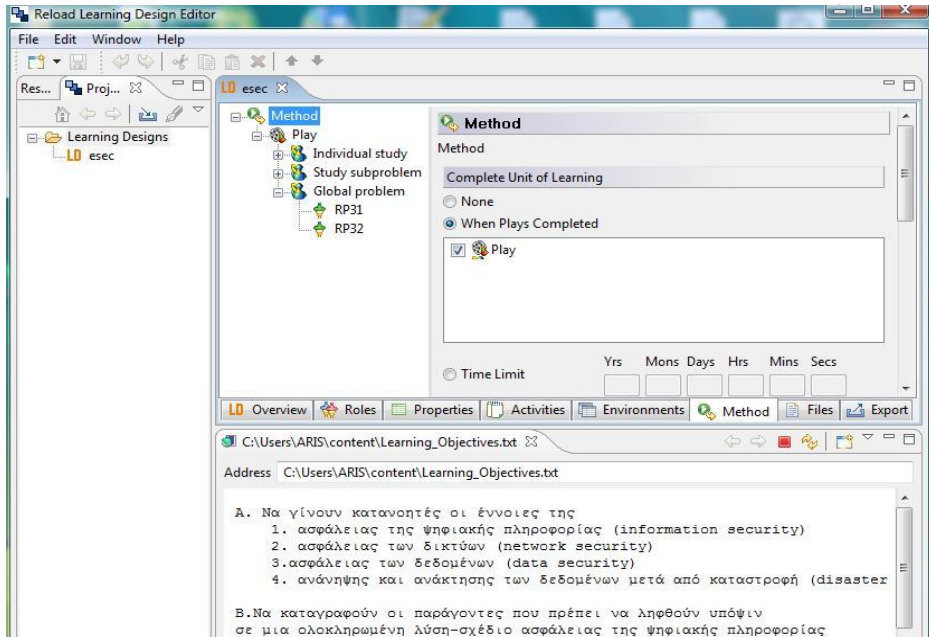 Reload Learning Design Editor
File Edit Window Help
Res... Proj...
Learning Designs
LD esec
LD esec
Method
Play
Individual study
Study subproblem
Global problem
RP31
RP32
Method
Method
Complete Unit of Learning
None
When Plays Completed
Play
Yrs Mons Days Hrs Mins Secs
Time Limit
LD Overview Roles Properties Activities Environments Method Files Export
C:\Users\ARIS\content\Learning_Objectives.txt
Address C:\Users\ARIS\content\Learning_Objectives.txt
Α. Να γίνουν κατανοητές οι έννοιες της
1. ασφάλειας της ψηφιακής πληροφορίας (information security)
2. ασφάλειας των δικτύων (network security)
3.ασφάλειας των δεδομένων (data security)
4. ανάνηψης και ανάκτησης των δεδομένων μετά από καταστροφή (disaster
Β.Να καταγραφούν οι παράγοντες που πρέπει να ληφθούν υπόψιν
σε μια ολοκληρωμένη λύση-σχέδιο ασφάλειας της ψηφιακής πληροφορίας